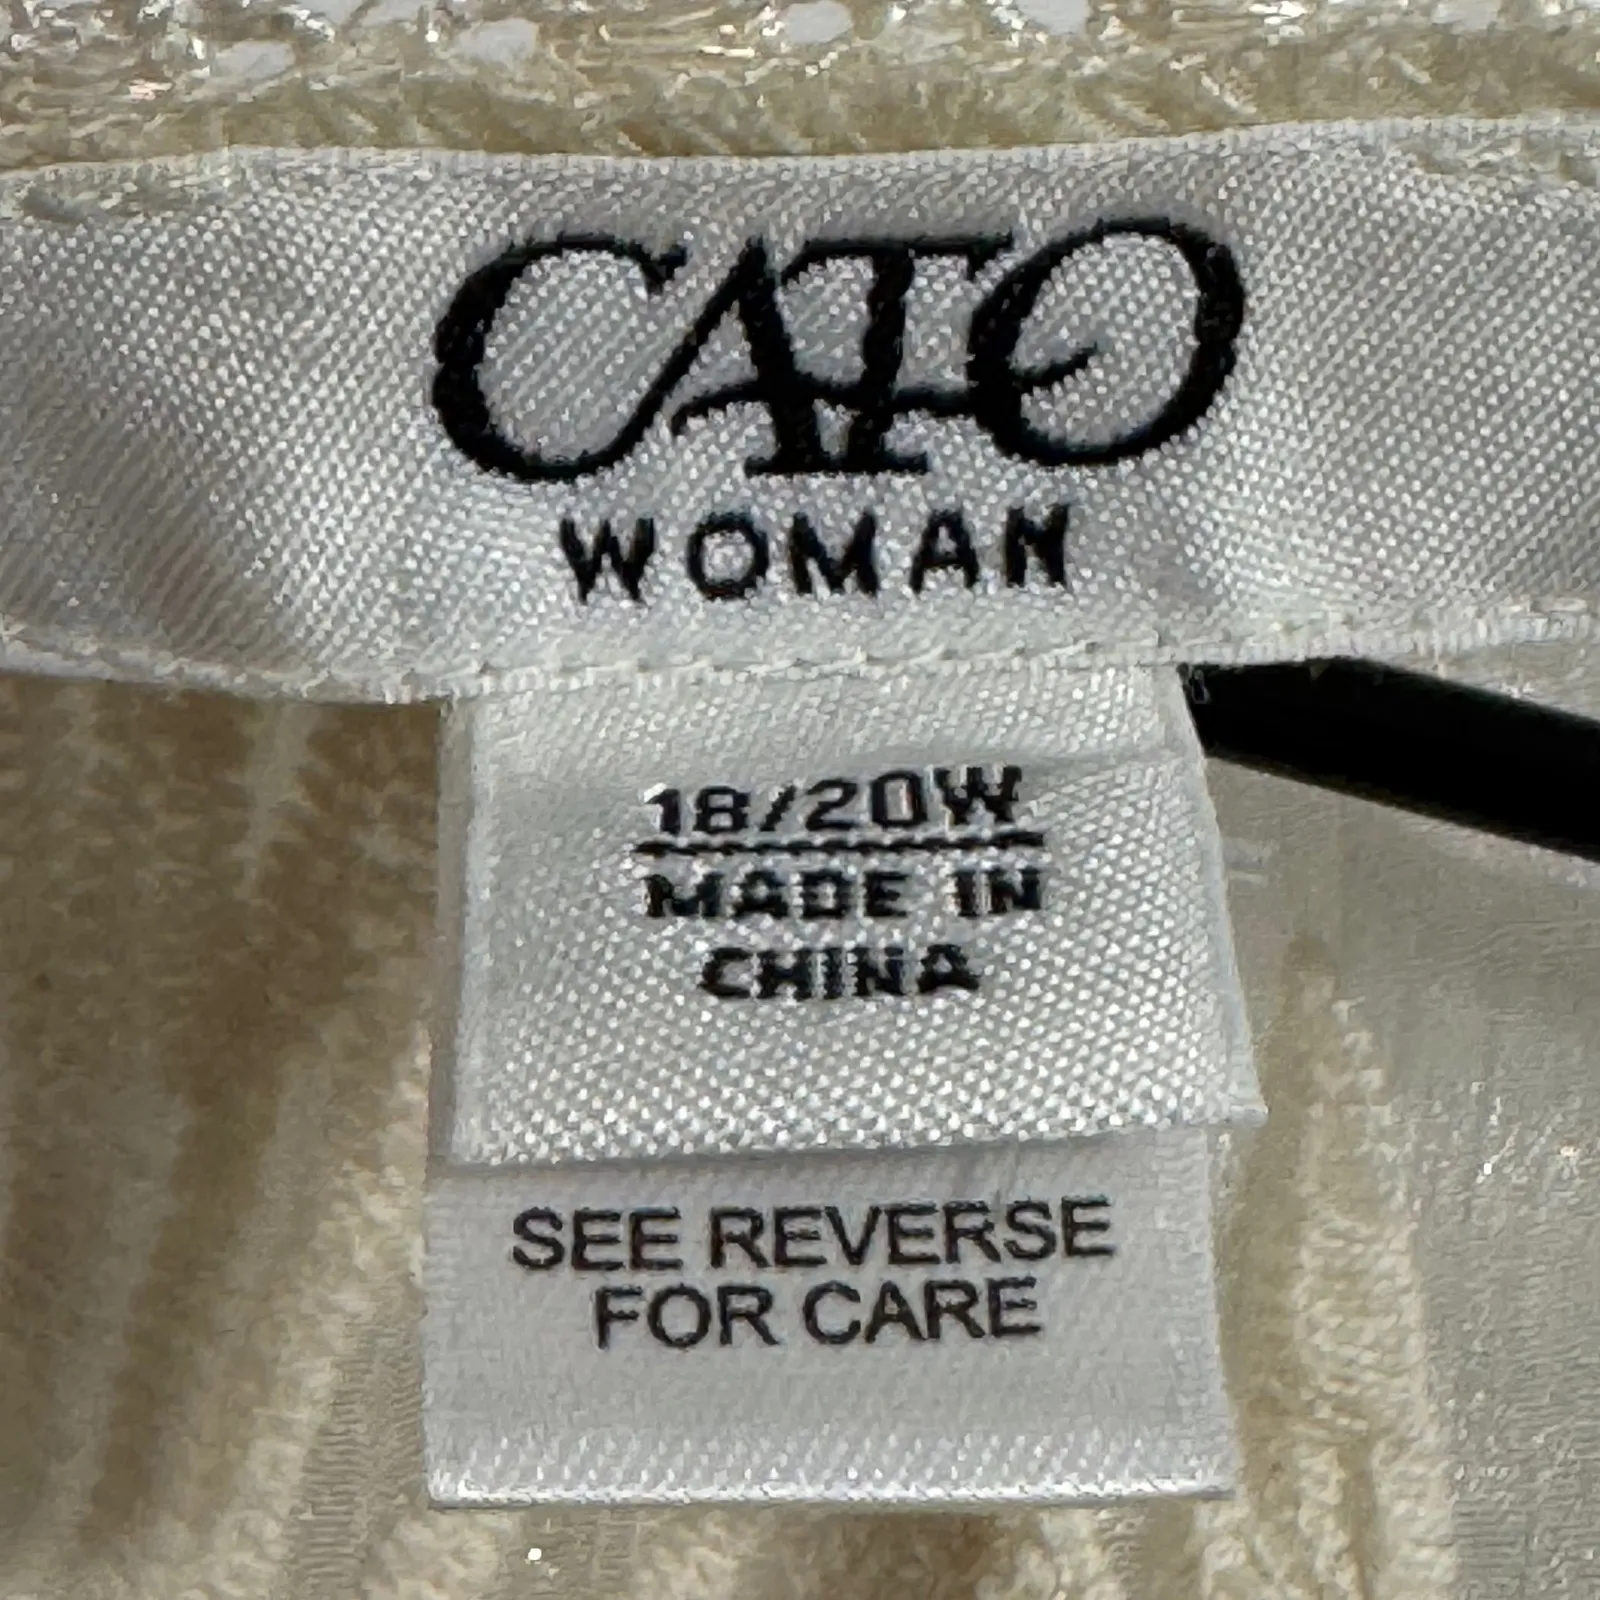 CATO
WOMAN
18/20W
MADE IN
CHINA
SEE REVERSE
FOR CARE